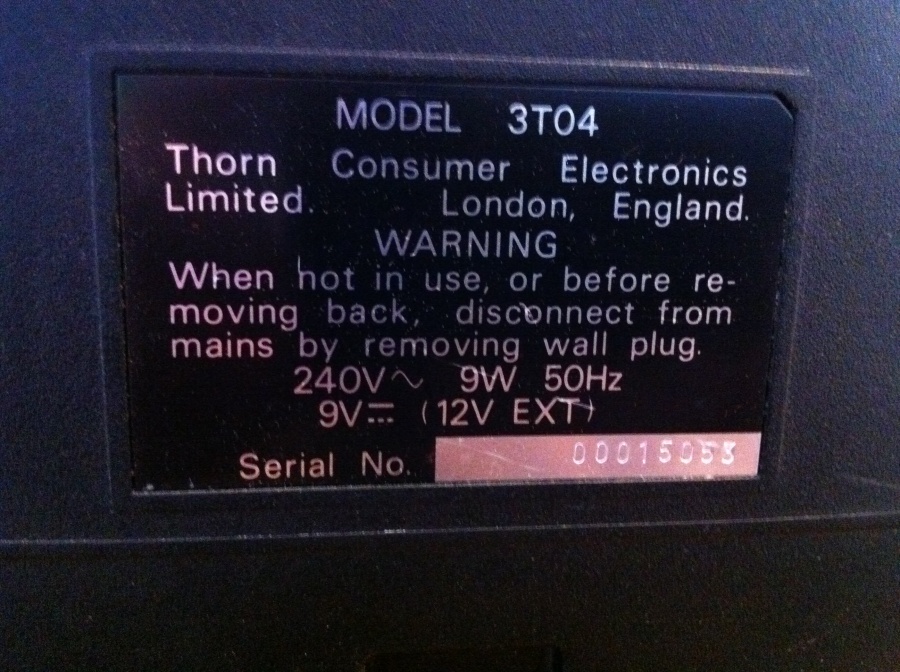 MODEL 3T04
Thorn Consumer Electronics
Limited. London, England.
WARNING
When not in use, or before re-
moving back, disconnect from
mains by removing wall plug.
240V~ 9W 50Hz
9V⎓ (12V EXT)
Serial No. 00015053